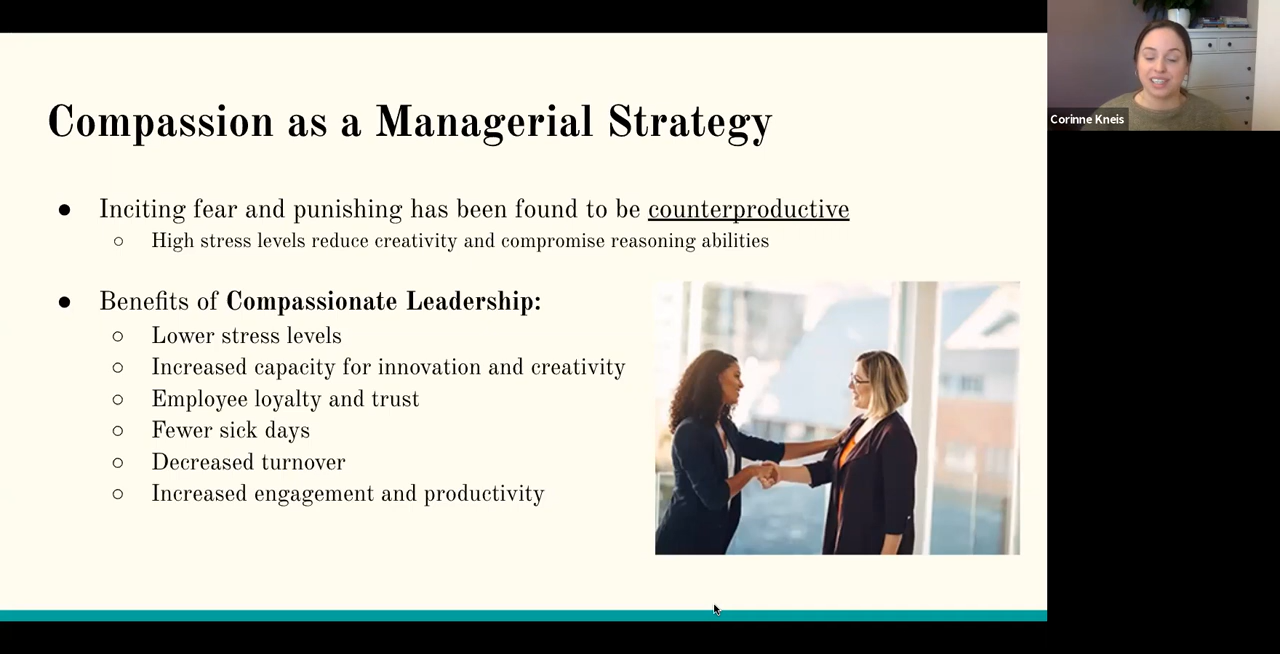 Compassion as a Managerial Strategy
● Inciting fear and punishing has been found to be counterproductive
○ High stress levels reduce creativity and compromise reasoning abilities
● Benefits of Compassionate Leadership:
○ Lower stress levels
○ Increased capacity for innovation and creativity
○ Employee loyalty and trust
○ Fewer sick days
○ Decreased turnover
○ Increased engagement and productivity
Corinne Kneis